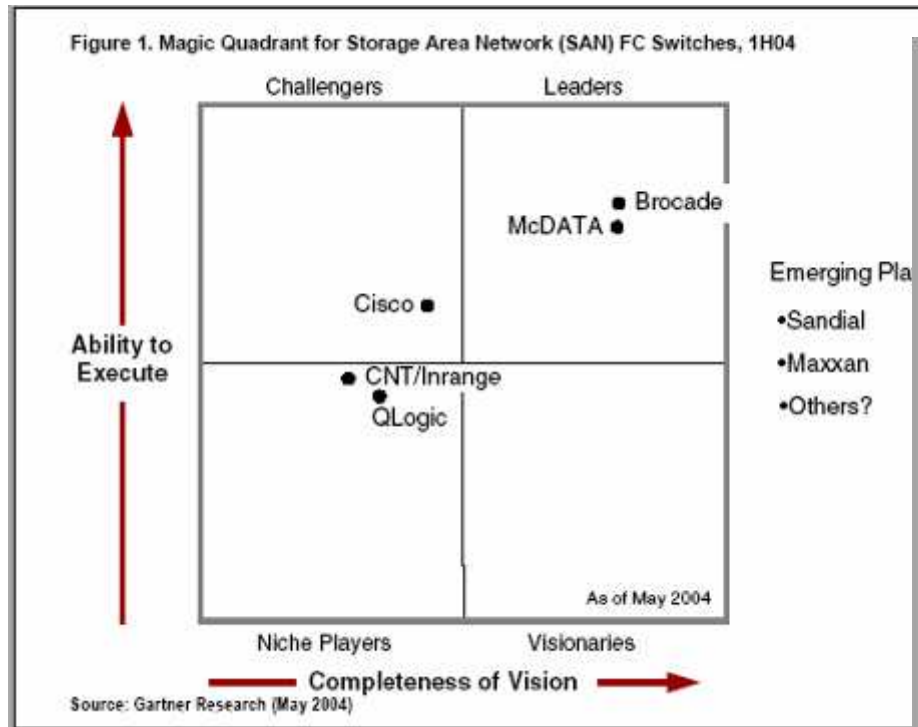 Figure 1. Magic Quadrant for Storage Area Network (SAN) FC Switches, 1H04
Challengers
Leaders
Brocade
McDATA
Emerging Pla
Cisco
•Sandial
Ability to
Execute
•Maxxan
CNT/Inrange
•Others?
QLogic
As of May 2004
Niche Players
Visionaries
Completeness of Vision
Source: Gartner Research (May 2004)